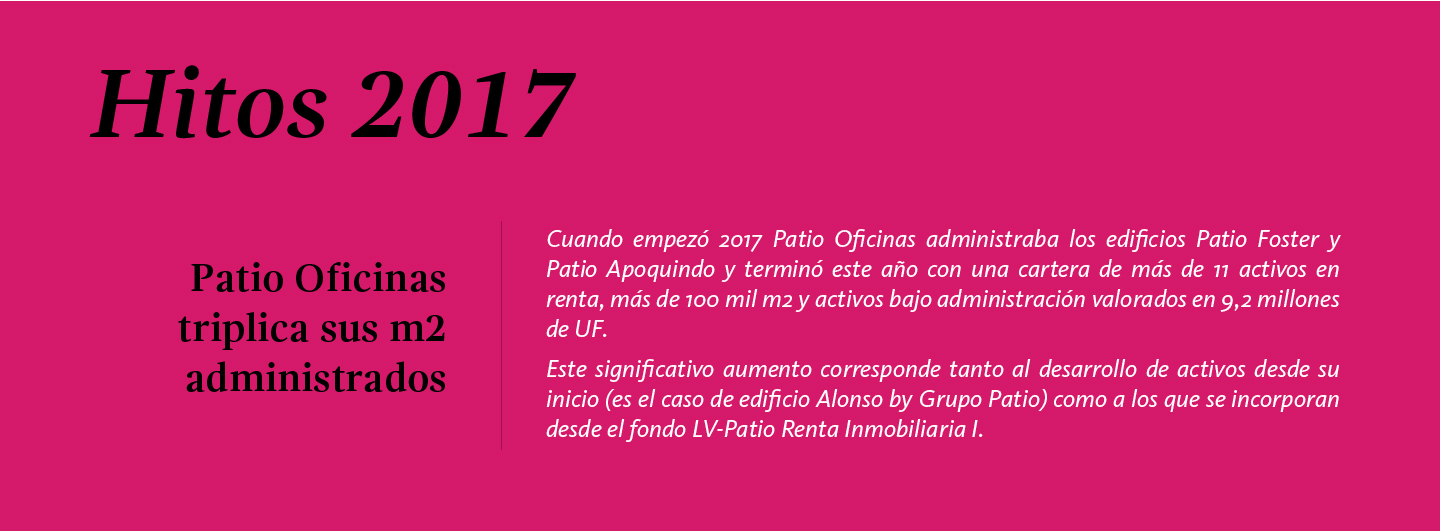 Hitos 2017
Patio Oficinas
triplica sus m2
administrados
Cuando empezó 2017 Patio Oficinas administraba los edificios Patio Foster y
Patio Apoquindo y terminó este año con una cartera de más de 11 activos en
renta, más de 100 mil m2 y activos bajo administración valorados en 9,2 millones
de UF.
Este significativo aumento corresponde tanto al desarrollo de activos desde su
inicio (es el caso de edificio Alonso by Grupo Patio) como a los que se incorporan
desde el fondo LV-Patio Renta Inmobiliaria I.